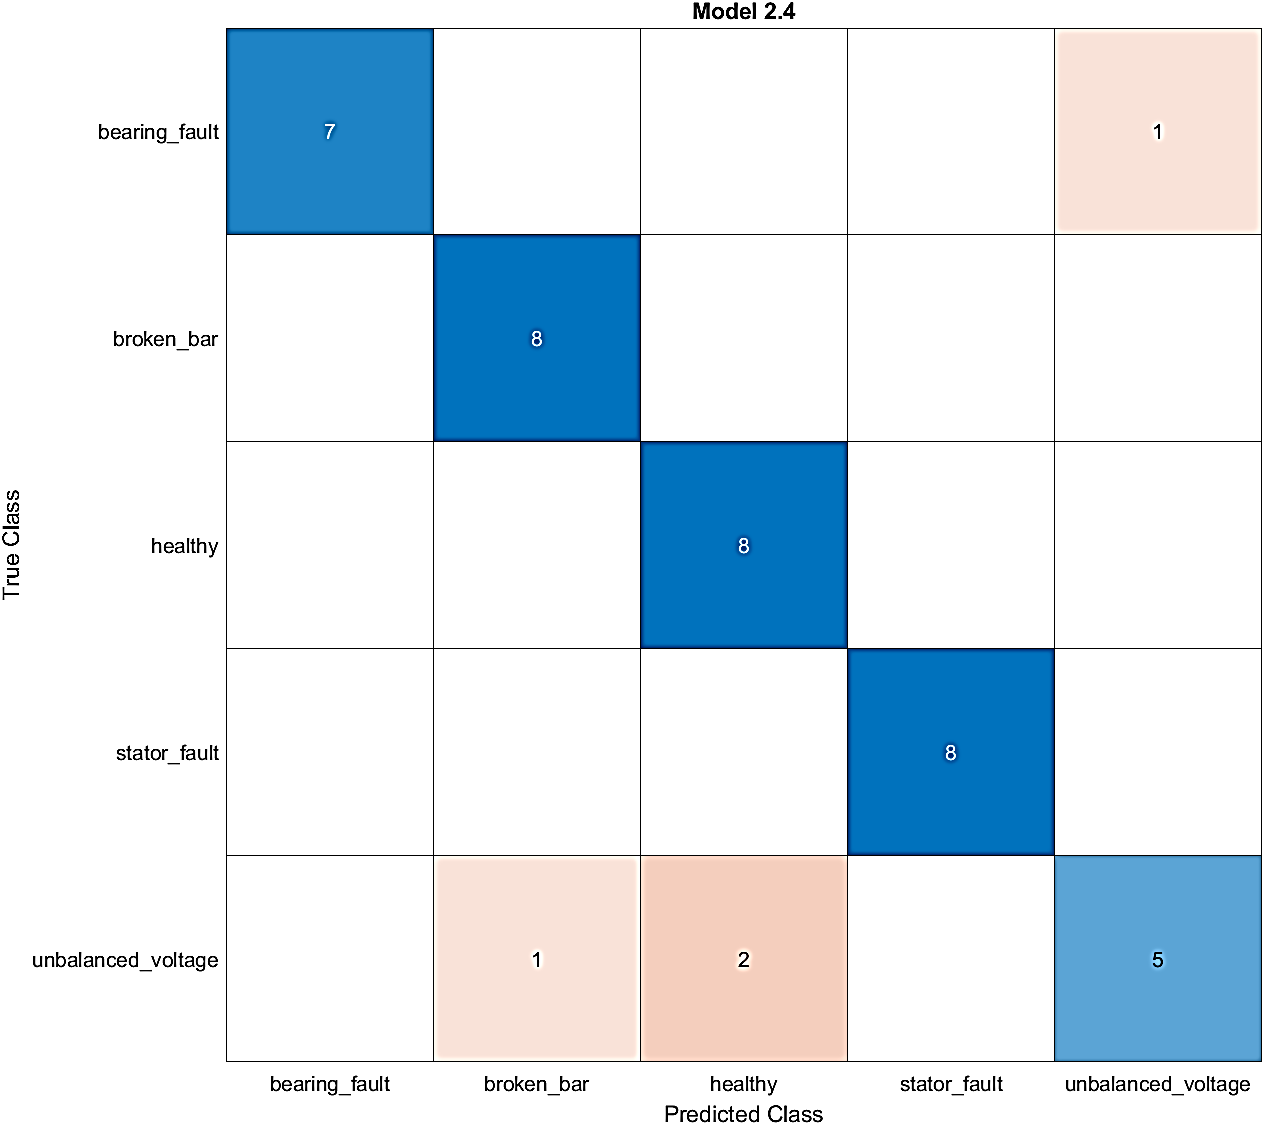 Model 2.4
True Class
bearing_fault
7
1
broken_bar
8
healthy
8
stator_fault
8
unbalanced_voltage
1
2
5
bearing_fault
broken_bar
healthy
stator_fault
unbalanced_voltage
Predicted Class